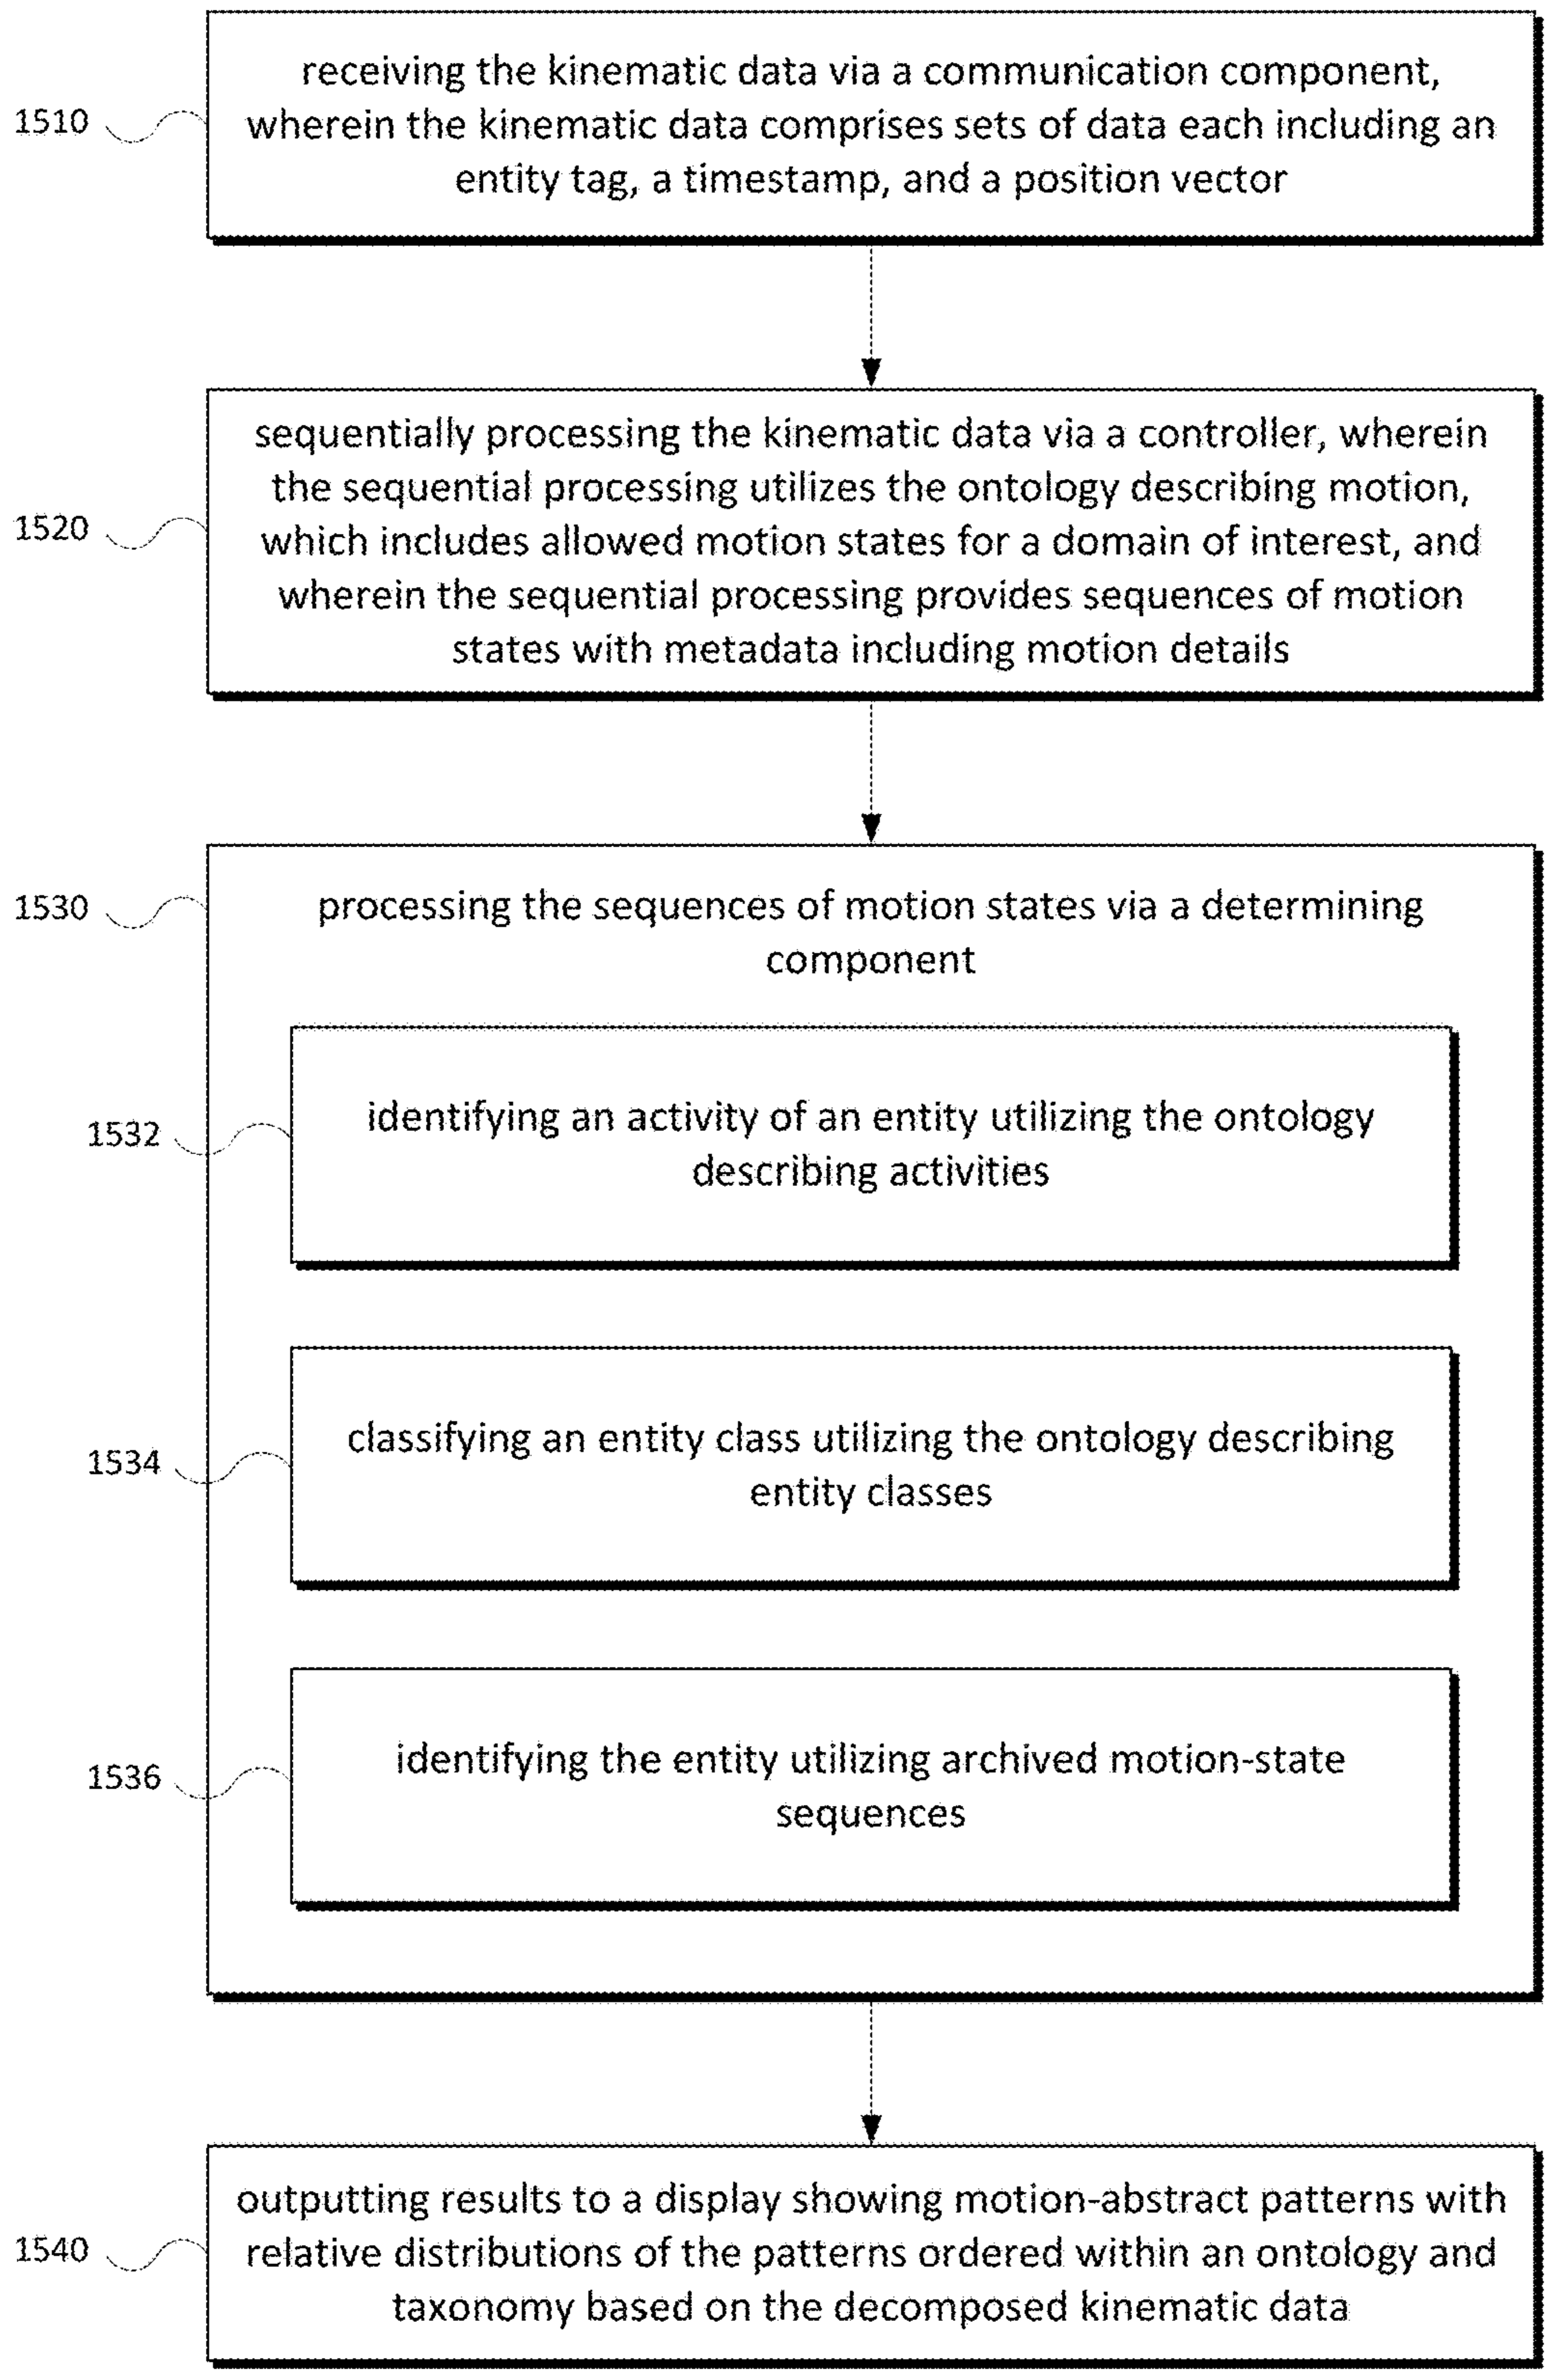 receiving the kinematic data via a communication component,
1510
wherein the kinematic data comprises sets of data each including an
entity tag, a timestamp, and a position vector
sequentially processing the kinematic data via a controller, wherein
the sequential processing utilizes the ontology describing motion,
1520
which includes allowed motion states for a domain of interest, and
wherein the sequential processing provides sequences of motion
states with metadata including motion details
1530
processing the sequences of motion states via a determining
component
1532
identifying an activity of an entity utilizing the ontology
describing activities
1534
classifying an entity class utilizing the ontology describing
entity classes
1536
identifying the entity utilizing archived motion-state
sequences
outputting results to a display showing motion-abstract patterns with
1540
relative distributions of the patterns ordered within an ontology and
taxonomy based on the decomposed kinematic data